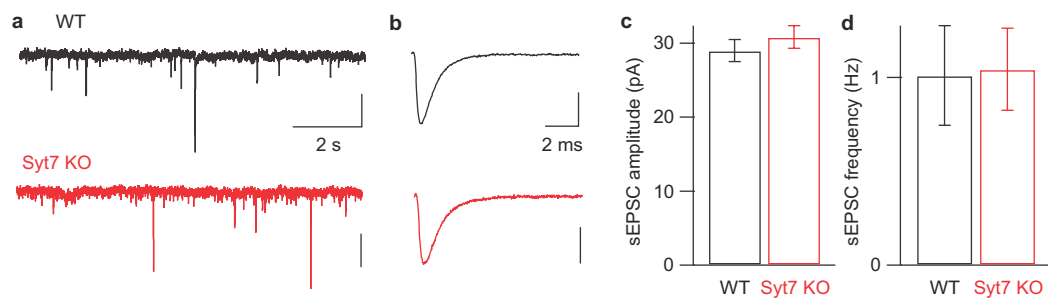 a
WT
2 s
Syt7 KO
b
2 ms
c
sEPSC amplitude (pA)
30
20
10
0
WT
Syt7 KO
d
sEPSC frequency (Hz)
1
0
WT
Syt7 KO